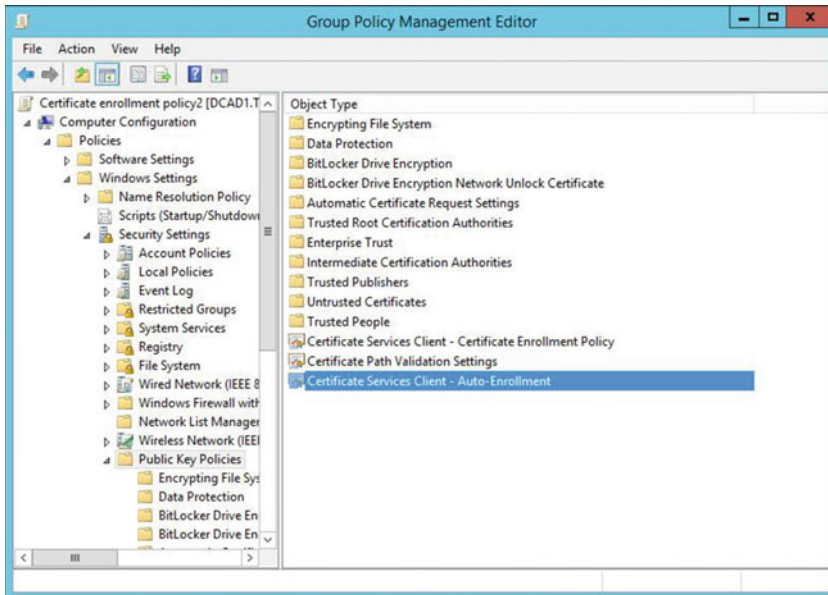 Group Policy Management Editor
File Action View Help
Certificate enrollment policy2 [DCAD1.T
Computer Configuration
Policies
Software Settings
Windows Settings
Name Resolution Policy
Scripts (Startup/Shutdown
Security Settings
Account Policies
Local Policies
Event Log
Restricted Groups
System Services
Registry
File System
Wired Network (IEEE 8
Windows Firewall with
Network List Manager
Wireless Network (IEE
Public Key Policies
Encrypting File Sys
Data Protection
BitLocker Drive En
BitLocker Drive En
Object Type
Encrypting File System
Data Protection
BitLocker Drive Encryption
BitLocker Drive Encryption Network Unlock Certificate
Automatic Certificate Request Settings
Trusted Root Certification Authorities
Enterprise Trust
Intermediate Certification Authorities
Trusted Publishers
Untrusted Certificates
Trusted People
Certificate Services Client - Certificate Enrollment Policy
Certificate Path Validation Settings
Certificate Services Client - Auto-Enrollment